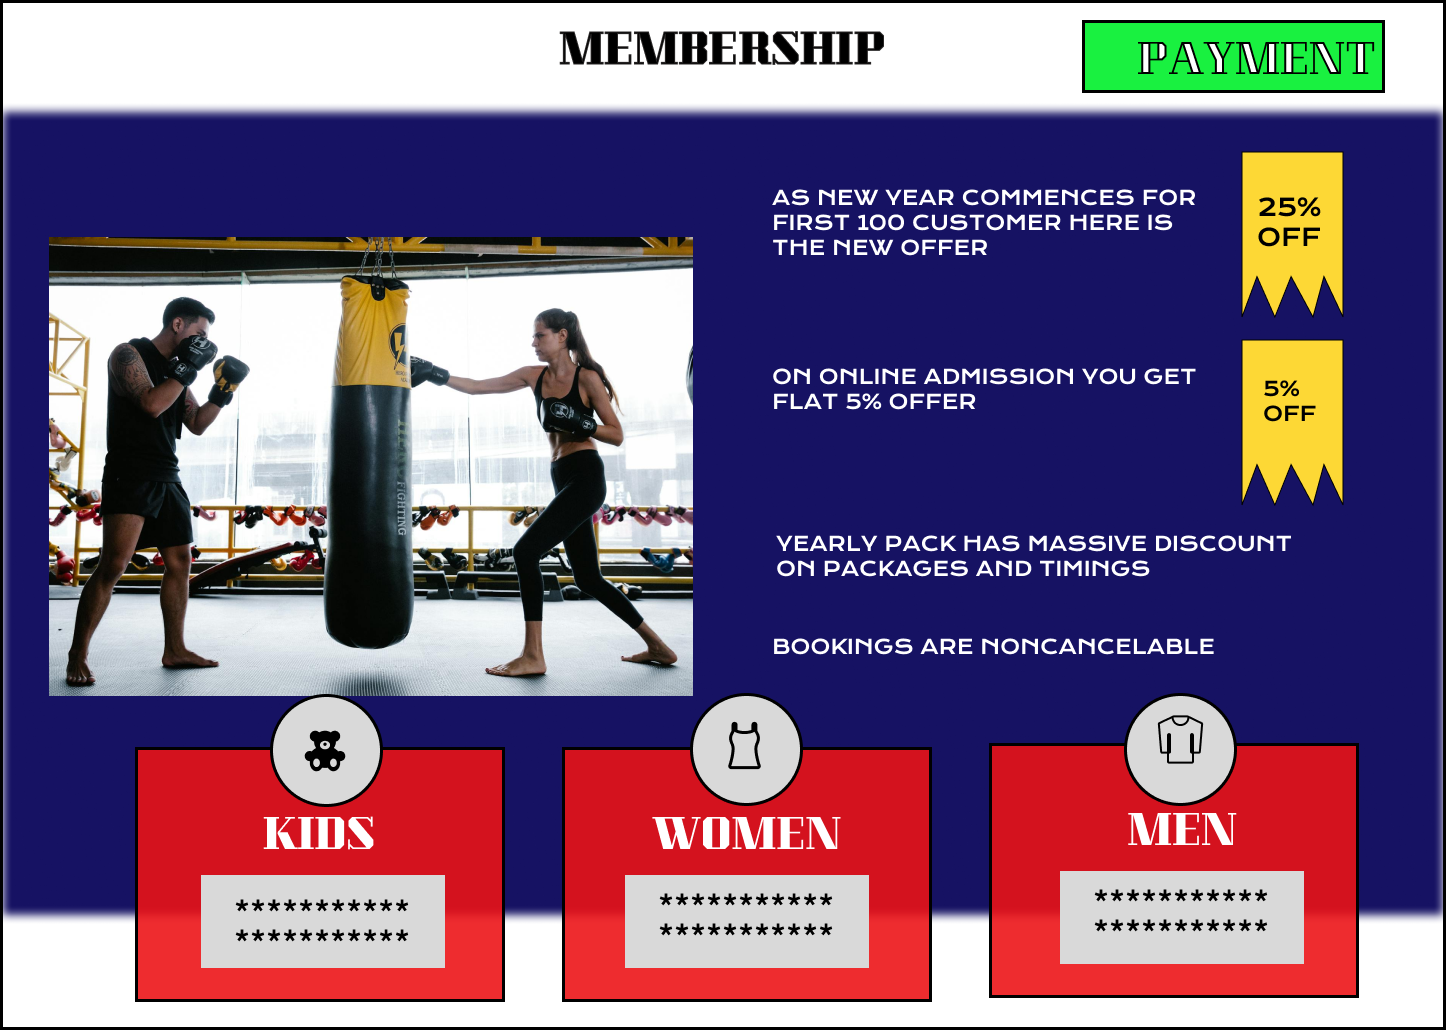 MEMBERSHIP
PAYMENT
AS NEW YEAR COMMENCES FOR
FIRST 100 CUSTOMER HERE IS
THE NEW OFFER
25%
OFF
ON ONLINE ADMISSION YOU GET
FLAT 5% OFFER
5%
OFF
YEARLY PACK HAS MASSIVE DISCOUNT
ON PACKAGES AND TIMINGS
BOOKINGS ARE NONCANCELABLE
FIGHTING
KIDS
***********
***********
WOMEN
***********
***********
MEN
***********
***********